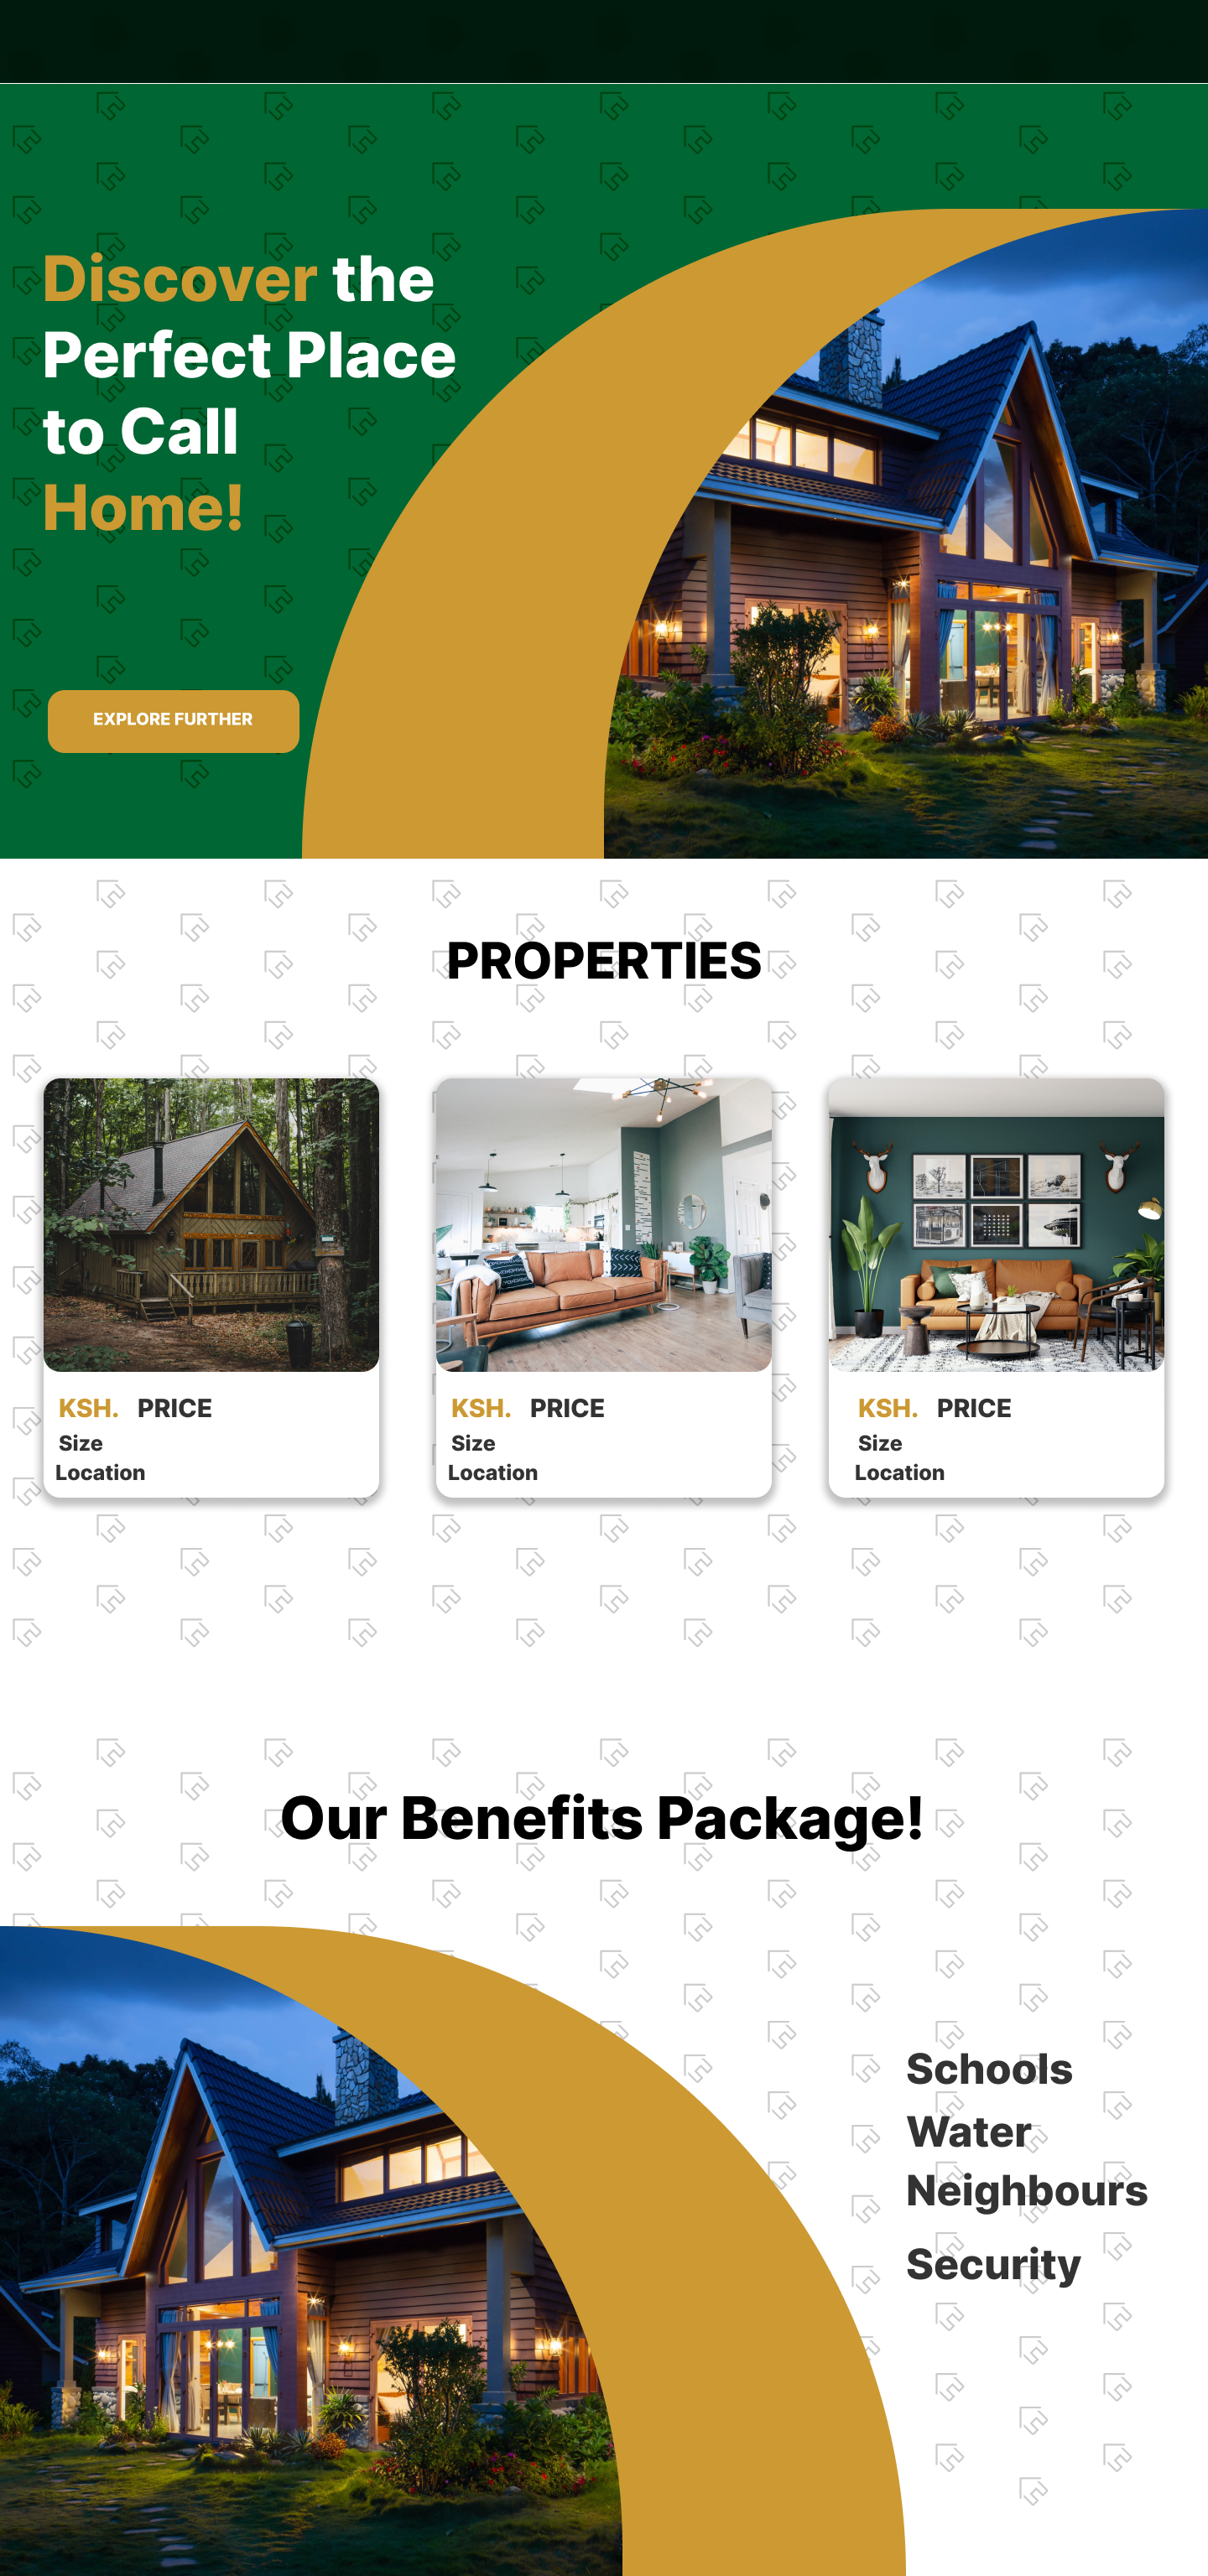 Discover the
Perfect Place
to Call
Home!
EXPLORE FURTHER
PROPERTIES
KSH. PRICE
Size
Location
KSH. PRICE
Size
Location
KSH. PRICE
Size
Location
Our Benefits Package!
Schools
Water
Neighbours
Security